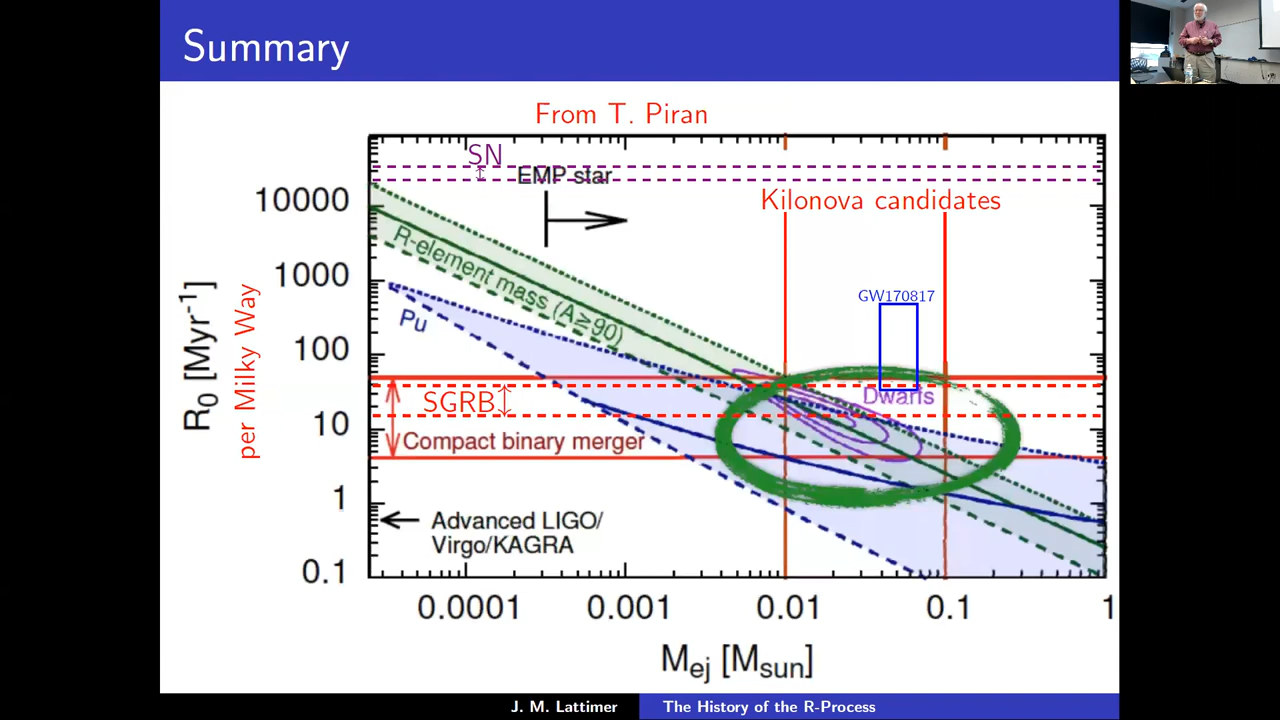 Summary
From T. Piran
SN
EMP star
Kilonova candidates
GW170817
R-element mass (A≥90)
Pu
SGRB
Dwarfs
Compact binary merger
Advanced LIGO/
Virgo/KAGRA
10000
1000
100
10
1
0.1
R₀ [Myr⁻¹]
per Milky Way
0.0001
0.001
0.01
0.1
1
Mej [Msun]
J. M. Lattimer
The History of the R-Process